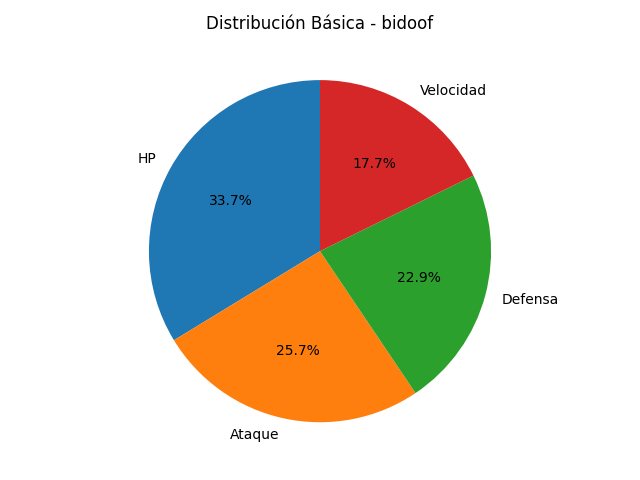 Distribución Básica - bidoof
Velocidad
17.7%
HP
33.7%
22.9%
Defensa
25.7%
Ataque